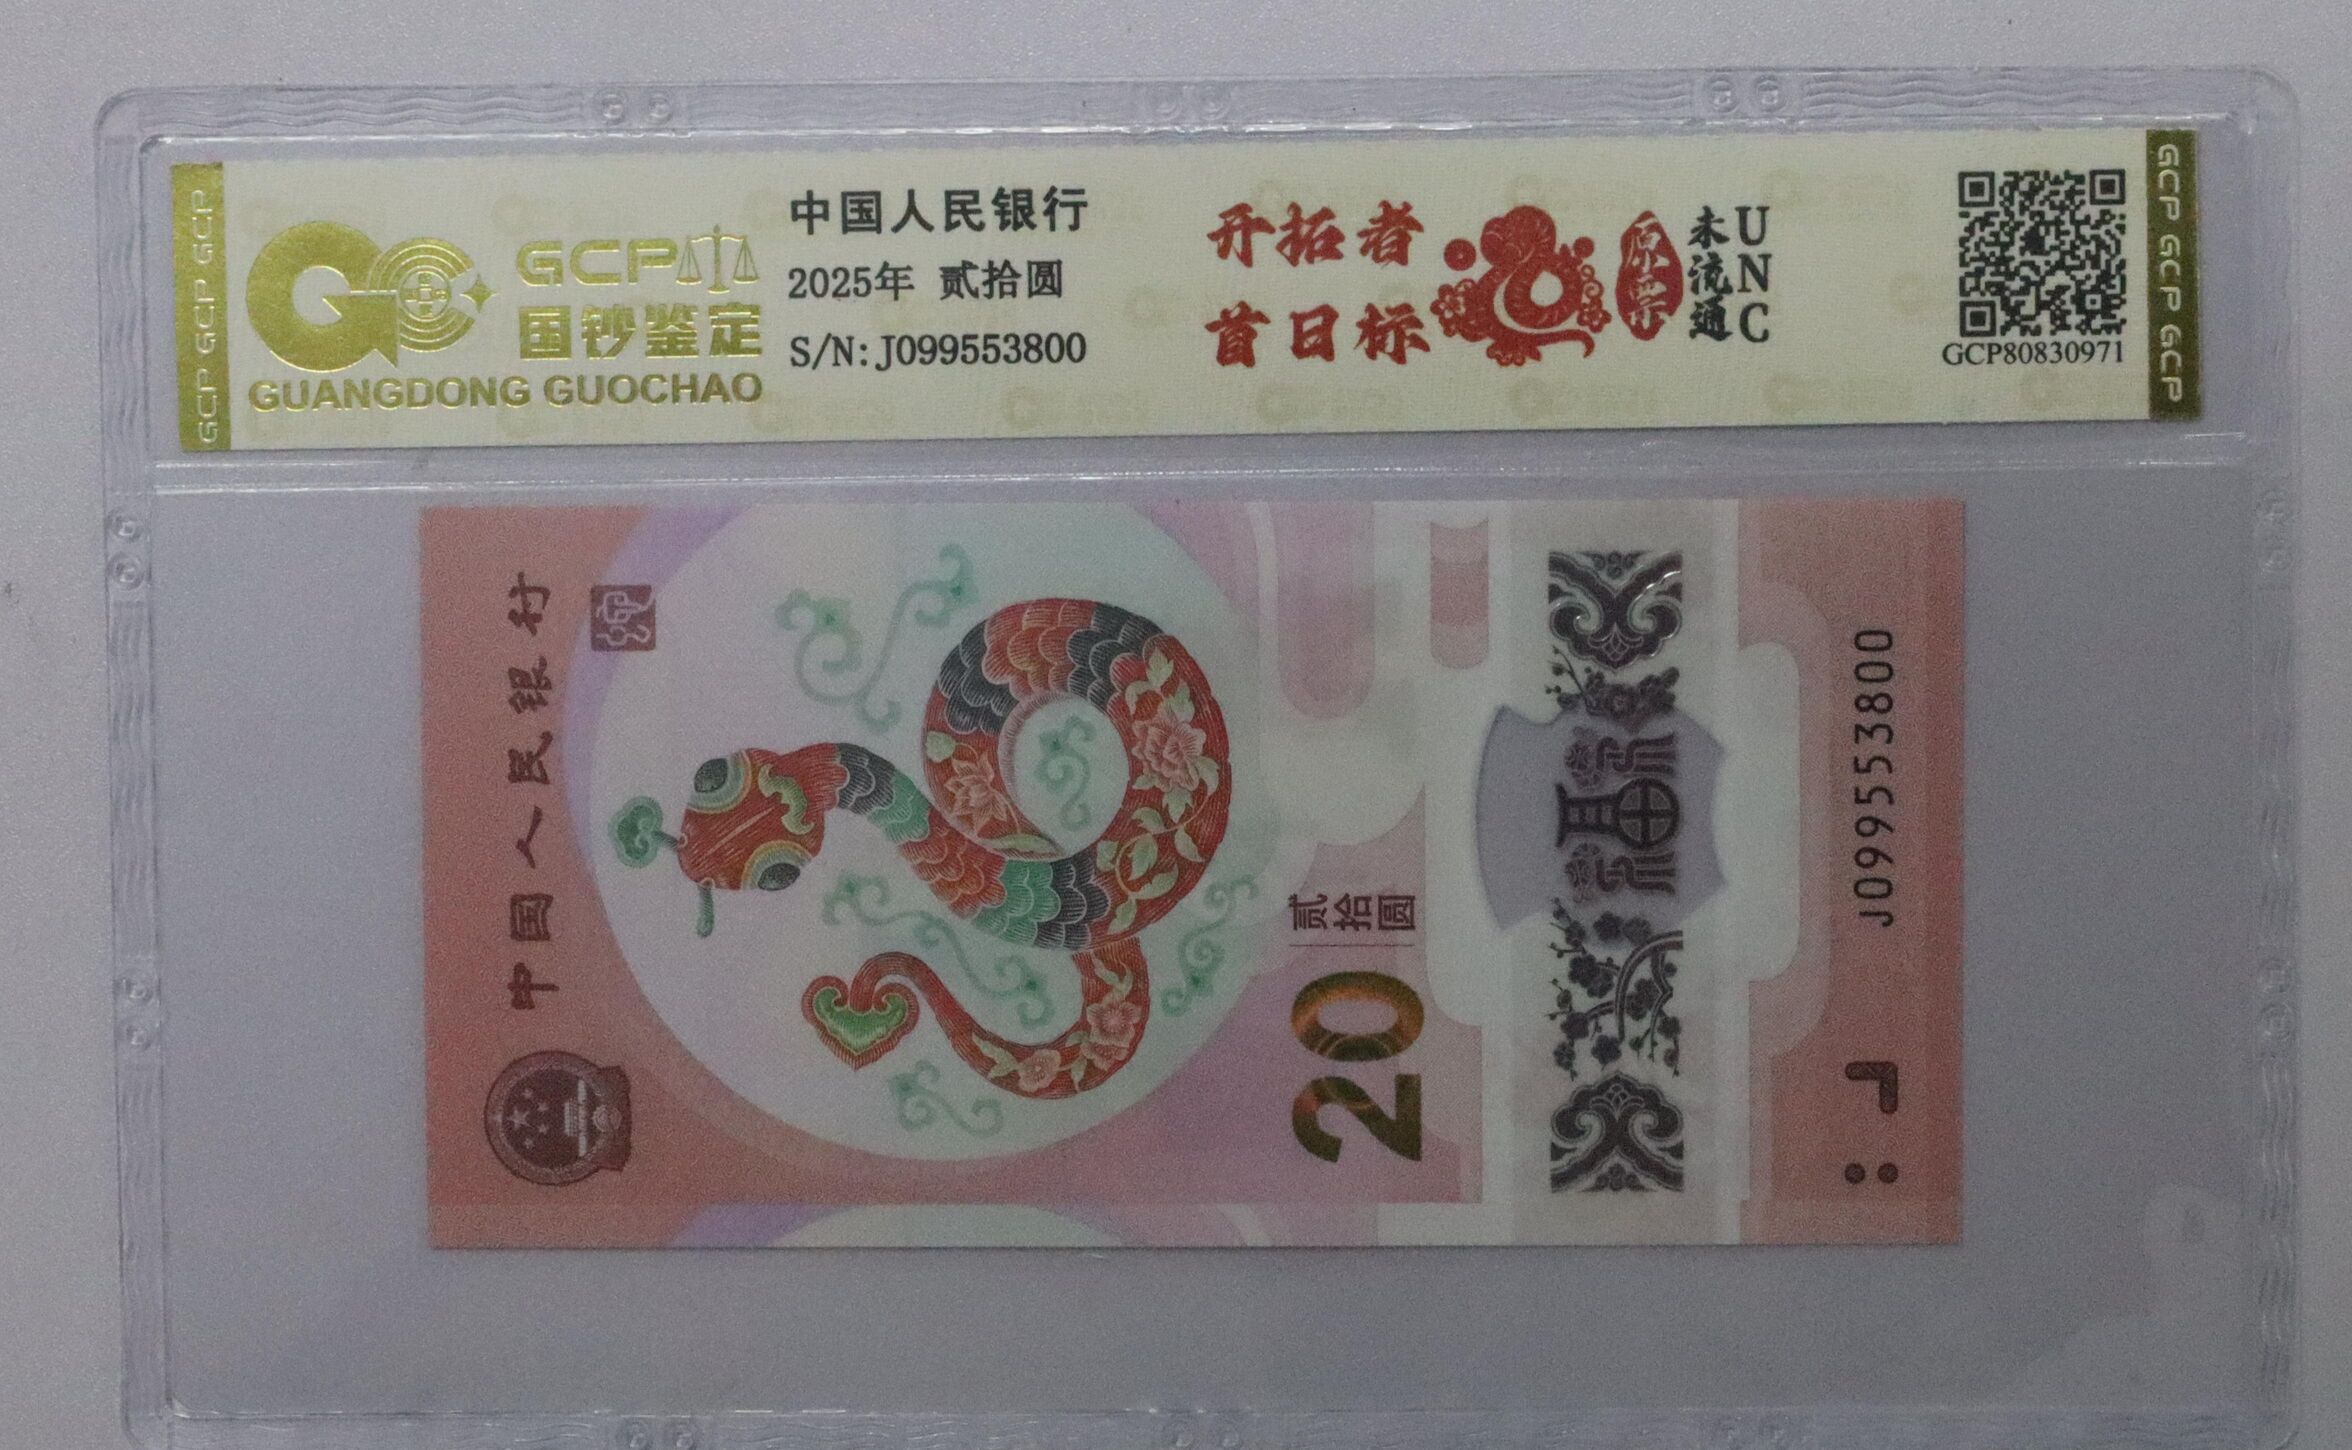 GCP GCP GCP
GCP
国钞鉴定
GUANGDONG GUOCHAO
中国人民银行
2025年 贰拾圆
S/N:J099553800
开拓者
首日标
原票
未流通
UNC
GCP80830971
GCP GCP GCP
中国人民银行
贰拾圆
20
福
J099553800